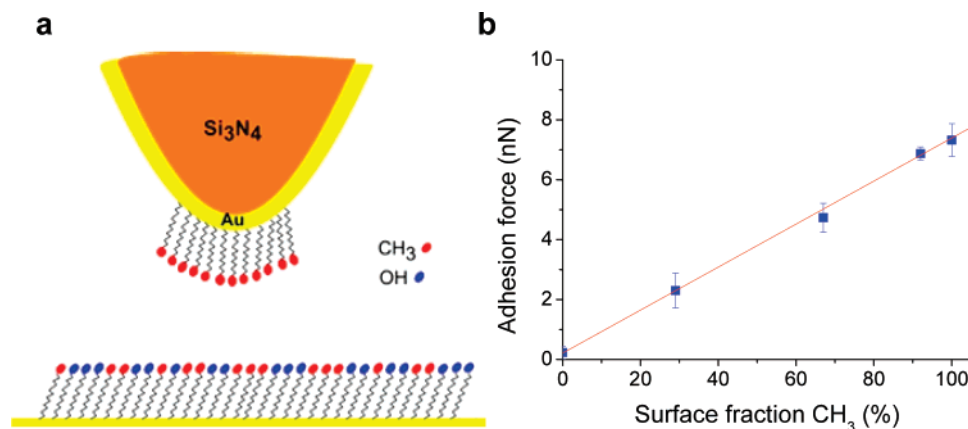 a
Si₃N₄
Au
CH₃
OH
b
Adhesion force (nN)
10
8
6
4
2
0
0 20 40 60 80 100
Surface fraction CH₃ (%)